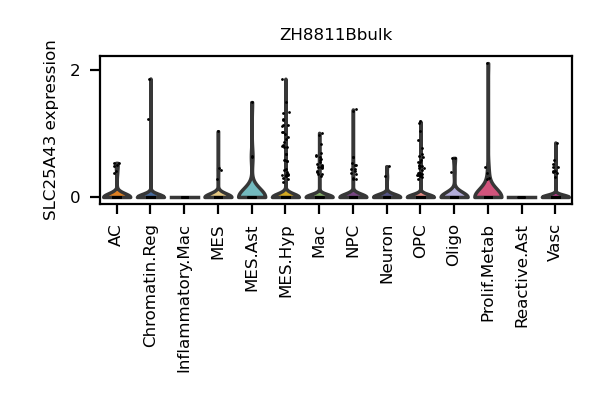 ZH8811Bbulk
SLC25A43 expression
2
0
AC
Chromatin.Reg
Inflammatory.Mac
MES
MES.Ast
MES.Hyp
Mac
NPC
Neuron
OPC
Oligo
Prolif.Metab
Reactive.Ast
Vasc